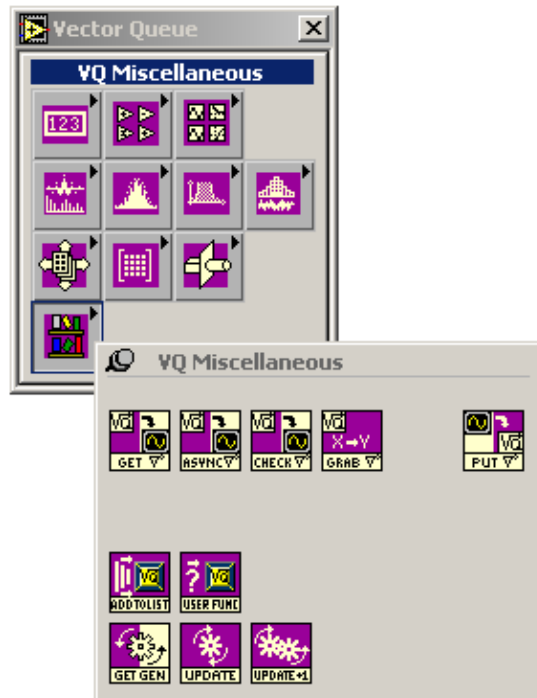 Vector Queue
VQ Miscellaneous
123
VQ Miscellaneous
VQ VQ VQ VQ
X→Y VQ
GET ASYNC CHECK GRAB PUT
VQ VQ
ADD TO LIST USER FUNC
GET GEN UPDATE UPDATE+1